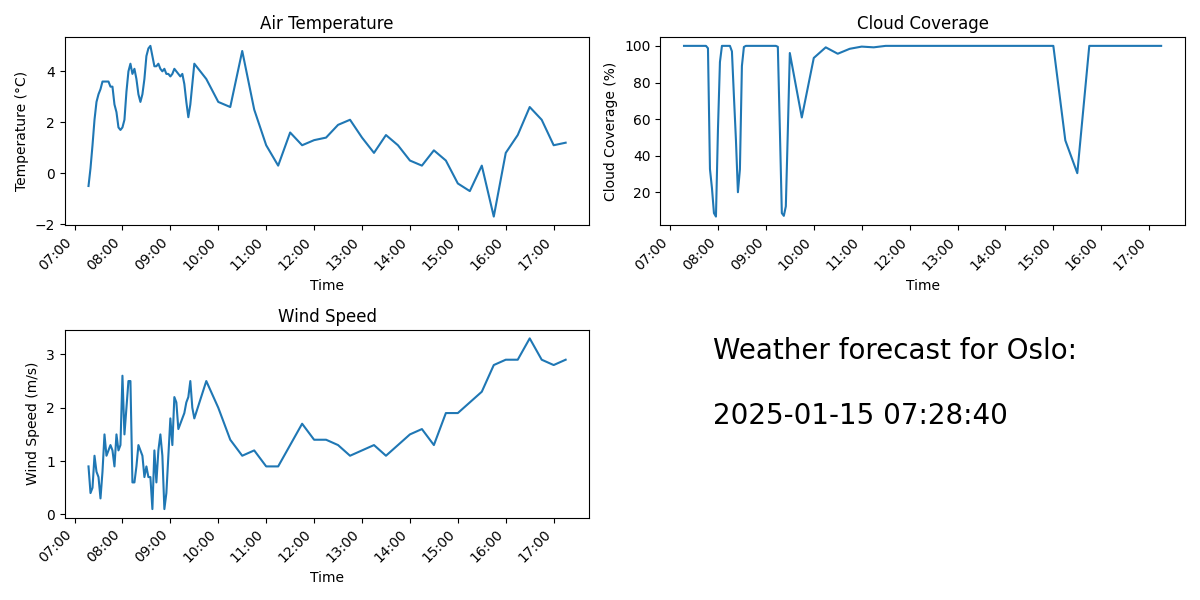 Air Temperature
Temperature (°C)
4
2
0
−2
07:00 08:00 09:00 10:00 11:00 12:00 13:00 14:00 15:00 16:00 17:00
Time
Cloud Coverage
Cloud Coverage (%)
100
80
60
40
20
07:00 08:00 09:00 10:00 11:00 12:00 13:00 14:00 15:00 16:00 17:00
Time
Wind Speed
Wind Speed (m/s)
3
2
1
0
07:00 08:00 09:00 10:00 11:00 12:00 13:00 14:00 15:00 16:00 17:00
Time
Weather forecast for Oslo:
2025-01-15 07:28:40